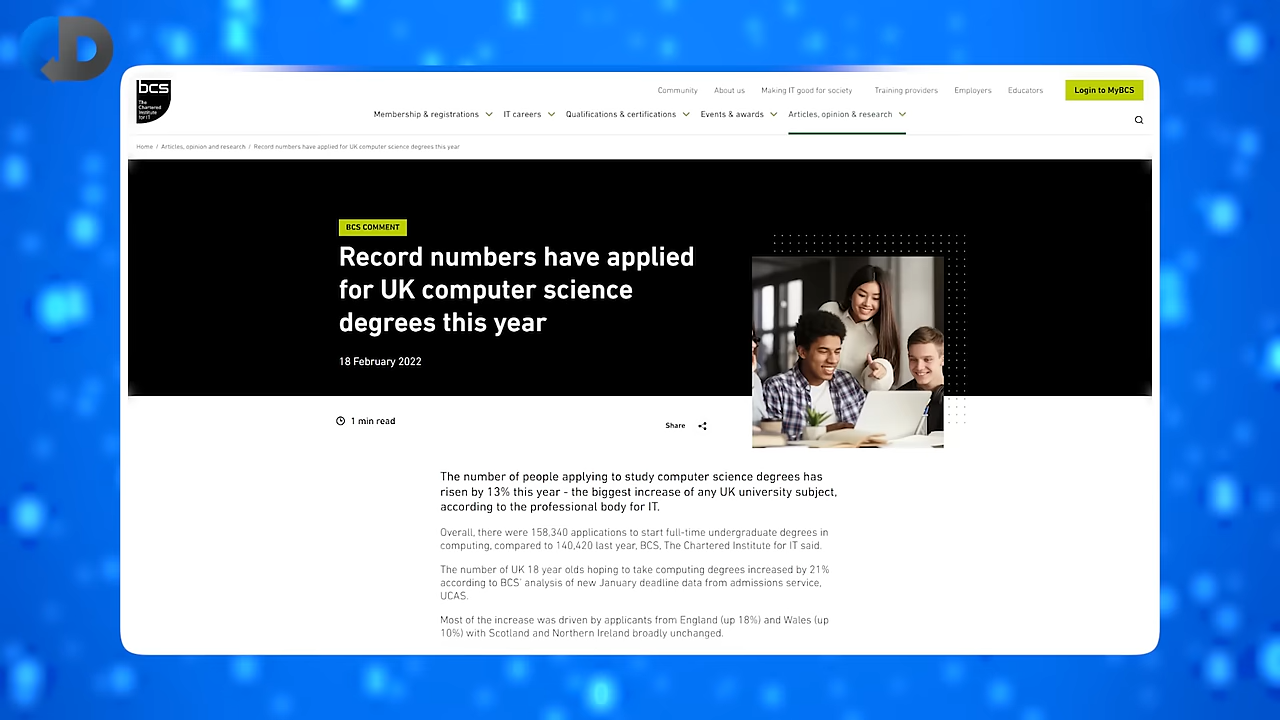 D
bcs
The
Chartered
Institute
for IT
Community
About us
Making IT good for society
Training providers
Employers
Educators
Login to MyBCS
Membership & registrations
IT careers
Qualifications & certifications
Events & awards
Articles, opinion & research
Home / Articles, opinion and research / Record numbers have applied for UK computer science degrees this year
BCS COMMENT
Record numbers have applied
for UK computer science
degrees this year
18 February 2022
1 min read
Share
The number of people applying to study computer science degrees has
risen by 13% this year - the biggest increase of any UK university subject,
according to the professional body for IT.
Overall, there were 158,340 applications to start full-time undergraduate degrees in
computing, compared to 140,420 last year, BCS, The Chartered Institute for IT said.
The number of UK 18 year olds hoping to take computing degrees increased by 21%
according to BCS' analysis of new January deadline data from admissions service,
UCAS.
Most of the increase was driven by applicants from England (up 18%) and Wales (up
10%) with Scotland and Northern Ireland broadly unchanged.